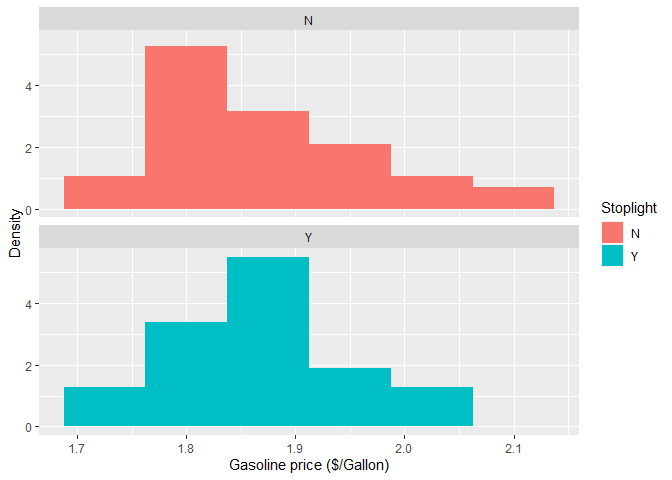 N
4
2
0
Density
Y
4
2
0
1.7 1.8 1.9 2.0 2.1
Gasoline price ($/Gallon)
Stoplight
N
Y